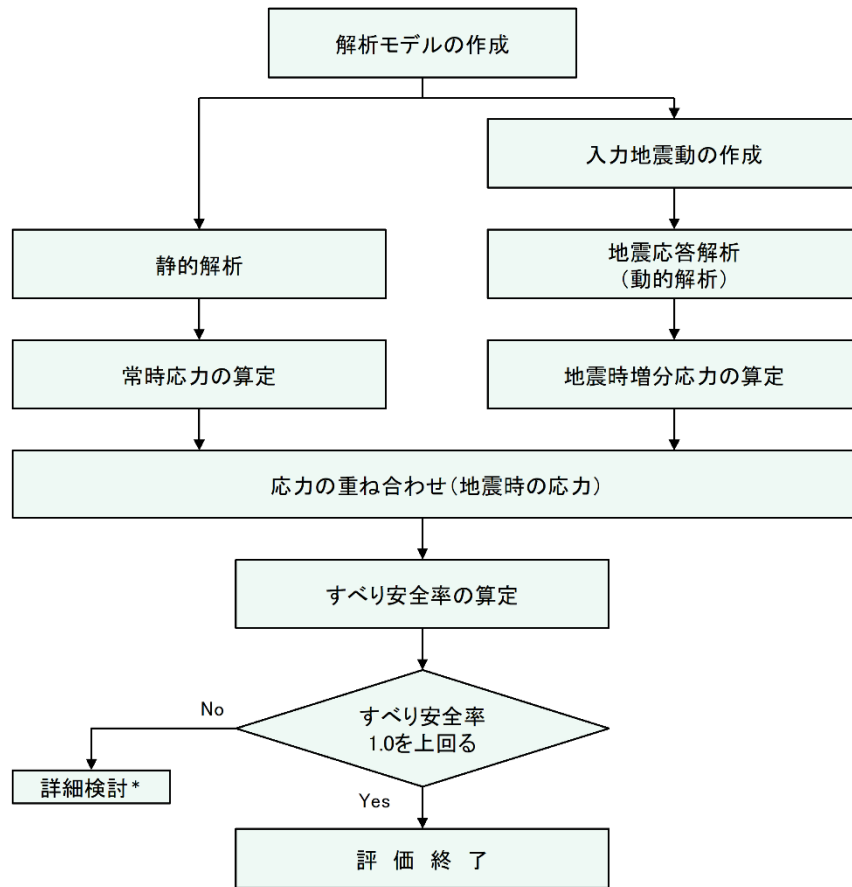 解析モデルの作成
入力地震動の作成
静的解析
地震応答解析
（動的解析）
常時応力の算定
地震時増分応力の算定
応力の重ね合わせ（地震時の応力）
すべり安全率の算定
すべり安全率
1.0を上回る
No
詳細検討*
Yes
評 価 終 了